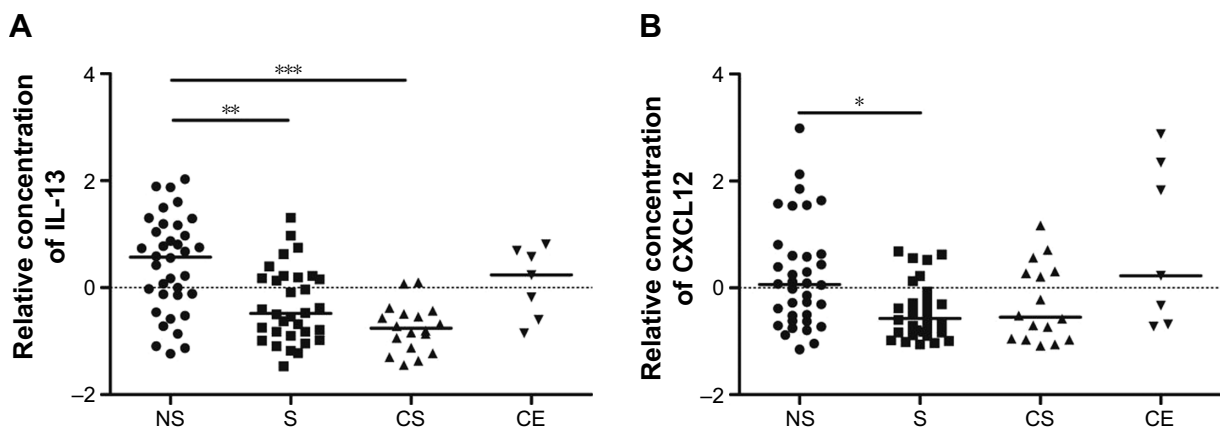 A
Relative concentration
of IL-13
4
2
0
–2
***
**
NS
S
CS
CE
B
Relative concentration
of CXCL12
4
2
0
–2
*
NS
S
CS
CE